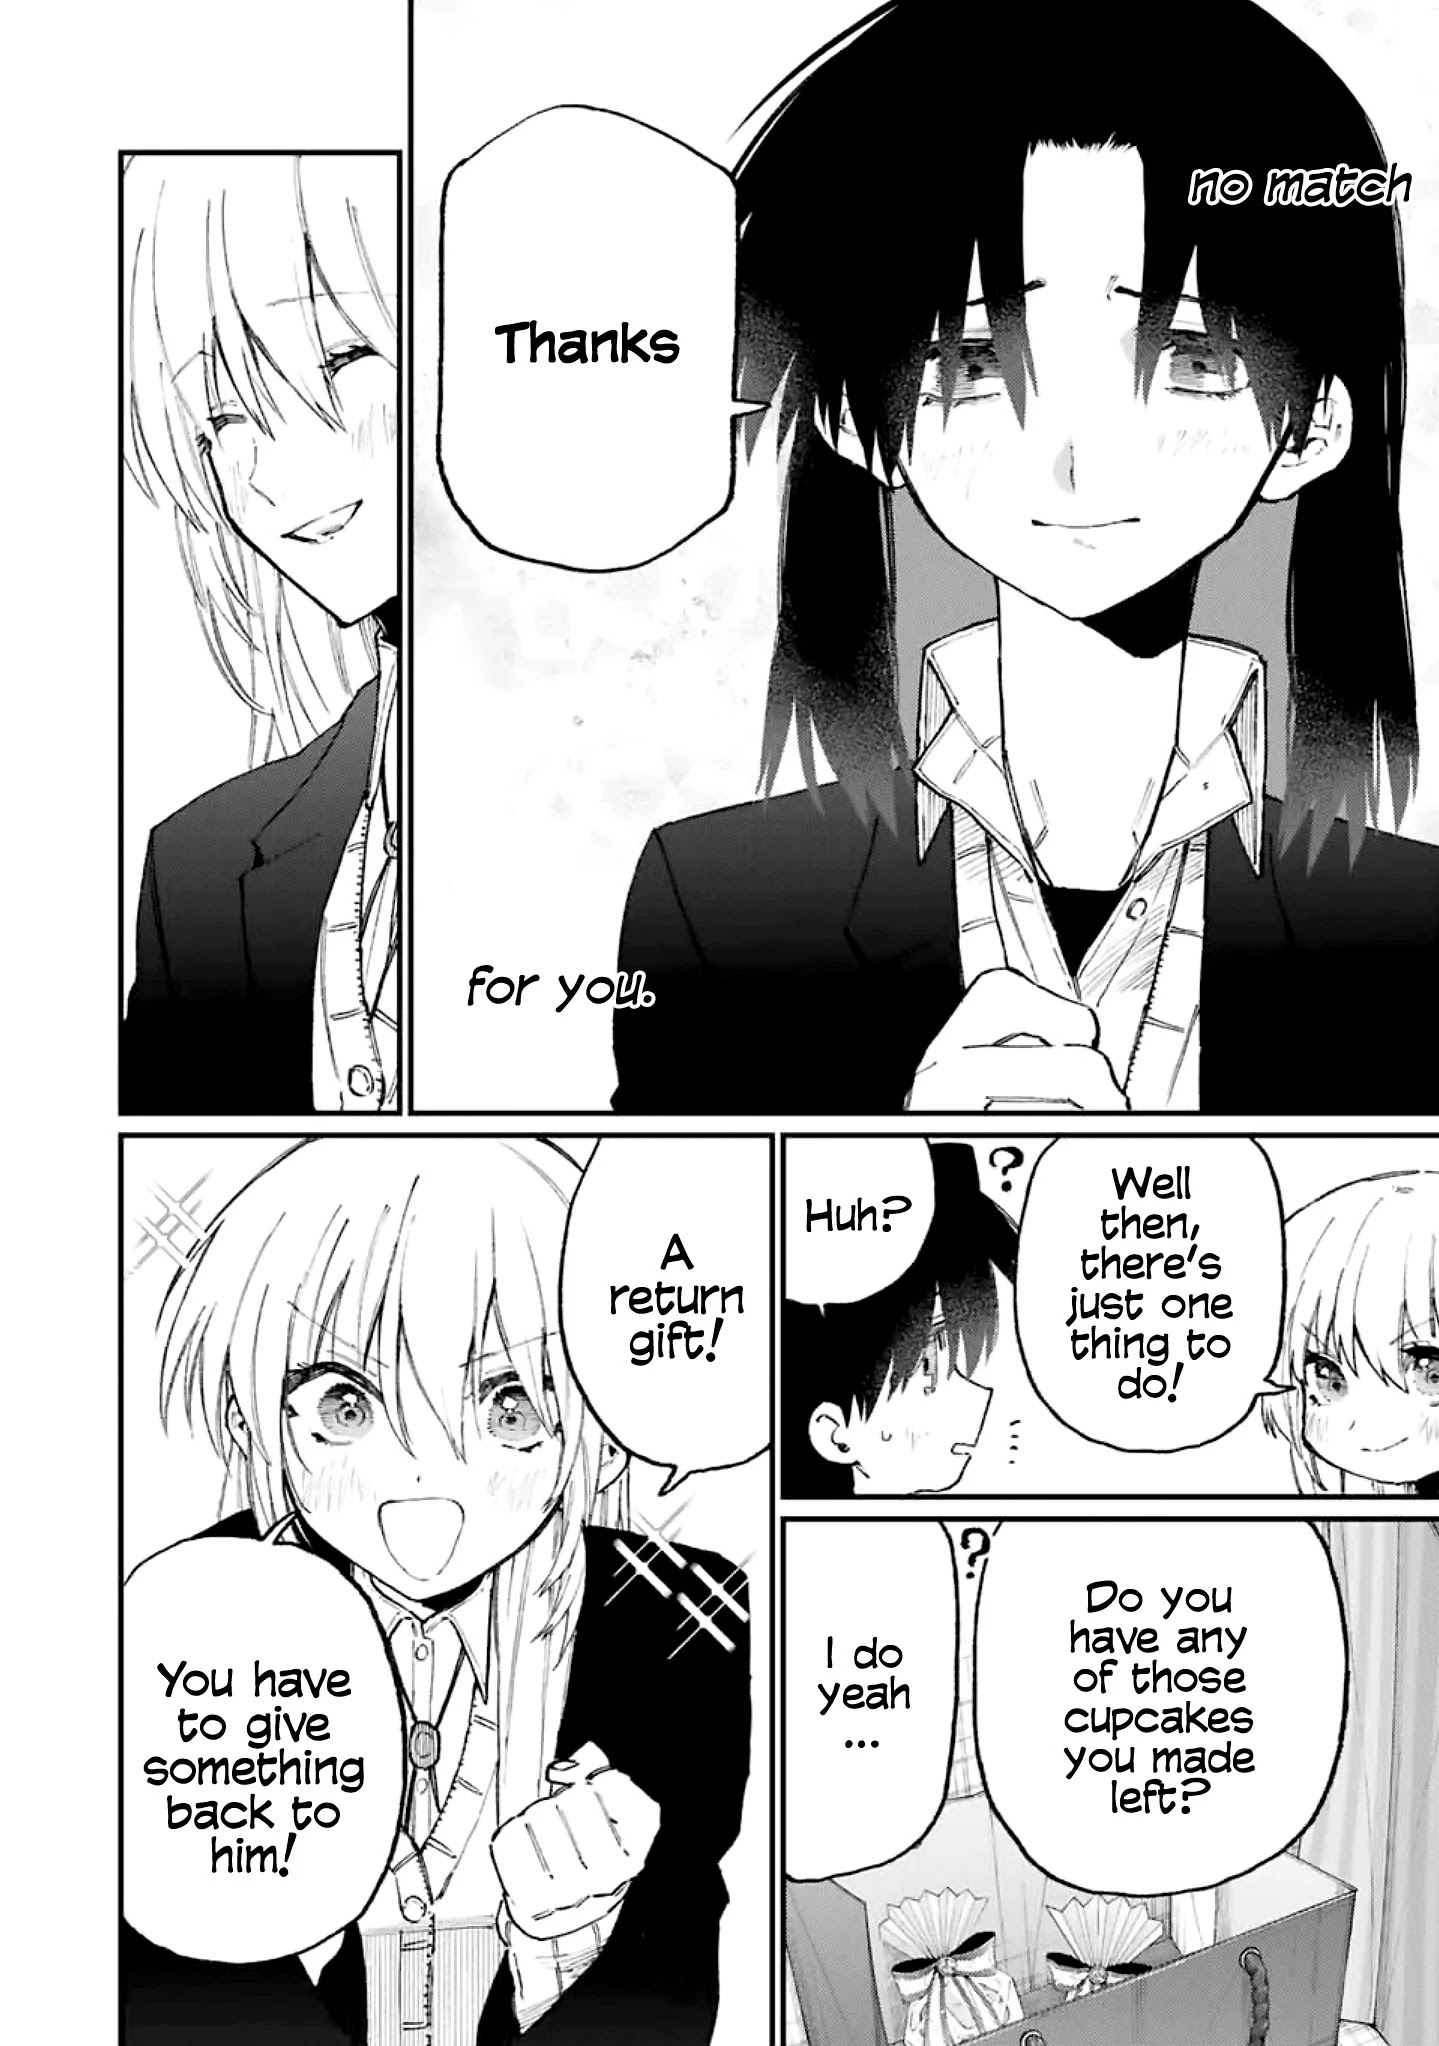 no match
Thanks
for you.
Well
then,
there's
just one
thing to
do!
?
Huh?
Do you
have any
of those
cupcakes
you made
left?
?
I do
yeah
...
A
return
gift!
You have
to give
something
back to
him!